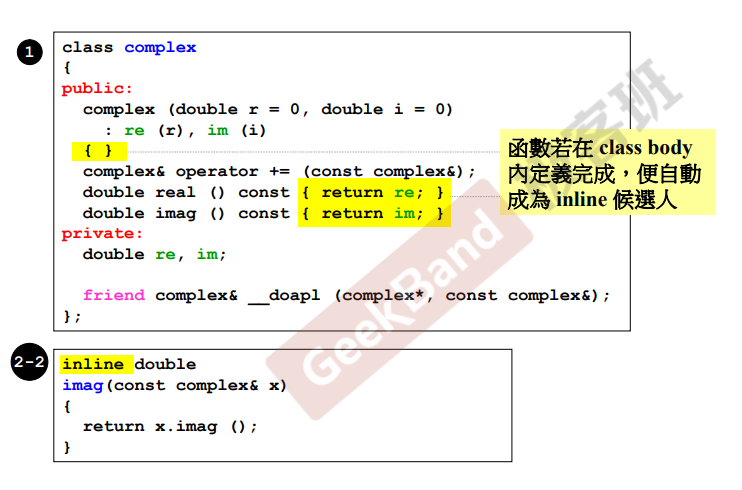 1
class complex
{
public:
complex (double r = 0, double i = 0)
: re (r), im (i)
{ }
complex& operator += (const complex&);
double real () const { return re; }
double imag () const { return im; }
private:
double re, im;
friend complex& __doapl (complex*, const complex&);
};
函數若在 class body
內定義完成，便自動
成為 inline 候選人
2-2
inline double
imag(const complex& x)
{
return x.imag ();
}
GeekBand 极客班